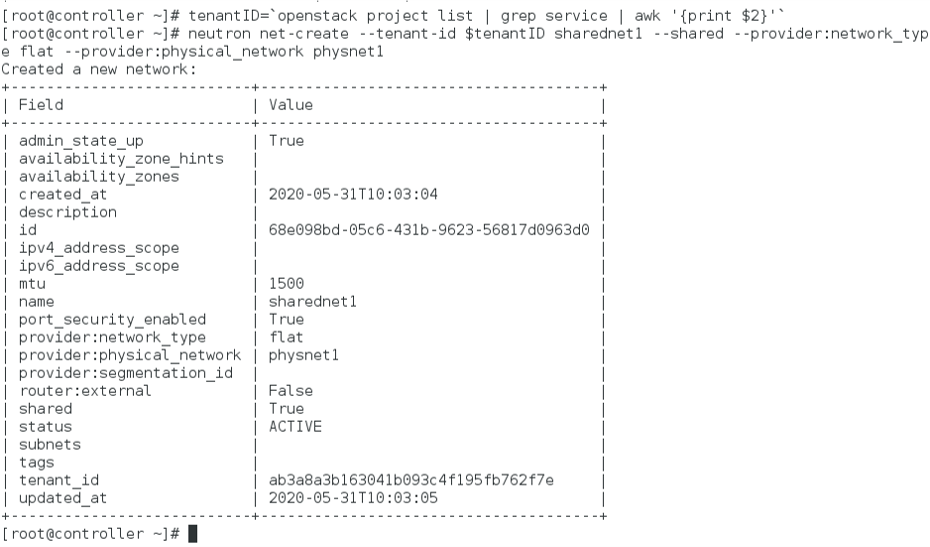 [root@controller ~]# tenantID=`openstack project list | grep service | awk '{print $2}'`
[root@controller ~]# neutron net-create --tenant-id $tenantID sharednet1 --shared --provider:network_typ
e flat --provider:physical_network physnet1
Created a new network:
+---------------------------+--------------------------------------+
| Field                     | Value                                |
+---------------------------+--------------------------------------+
| admin_state_up            | True                                 |
| availability_zone_hints   |                                      |
| availability_zones        |                                      |
| created_at                | 2020-05-31T10:03:04                  |
| description               |                                      |
| id                        | 68e098bd-05c6-431b-9623-56817d0963d0 |
| ipv4_address_scope        |                                      |
| ipv6_address_scope        |                                      |
| mtu                       | 1500                                 |
| name                      | sharednet1                           |
| port_security_enabled     | True                                 |
| provider:network_type     | flat                                 |
| provider:physical_network | physnet1                             |
| provider:segmentation_id  |                                      |
| router:external           | False                                |
| shared                    | True                                 |
| status                    | ACTIVE                               |
| subnets                   |                                      |
| tags                      |                                      |
| tenant_id                 | ab3a8a3b163041b093c4f195fb762f7e     |
| updated_at                | 2020-05-31T10:03:05                  |
+---------------------------+--------------------------------------+
[root@controller ~]#